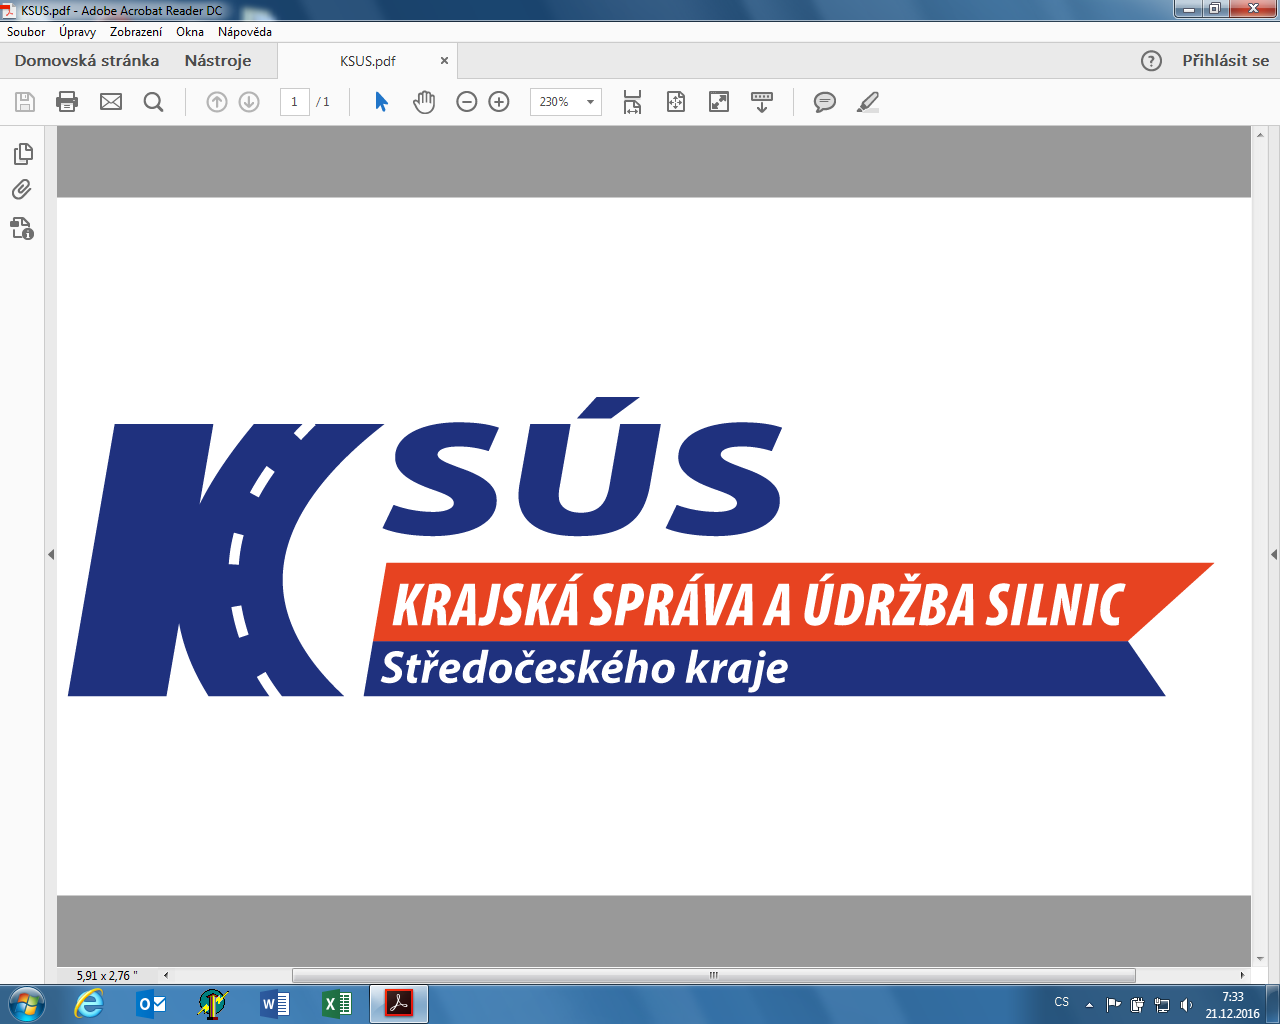 KSUS.pdf - Adobe Acrobat Reader DC
Soubor Úpravy Zobrazení Okna Nápověda
Domovská stránka Nástroje KSUS.pdf × Přihlásit se
1 / 1 230%
KSÚS
KRAJSKÁ SPRÁVA A ÚDRŽBA SILNIC
Středočeského kraje
5,91 x 2,76 "
CS 7:33
21.12.2016